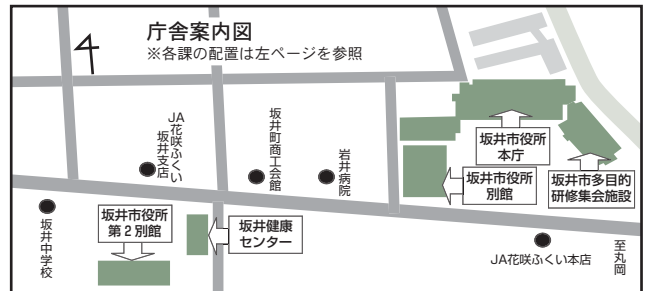 庁舎案内図
※各課の配置は左ページを参照
JA花咲ふくい
坂井支店
坂井町商工会館
岩井病院
坂井市役所
本庁
坂井市役所
別館
坂井市多目的
研修集会施設
坂井中学校
坂井市役所
第2別館
坂井健康
センター
JA花咲ふくい本店
至丸岡